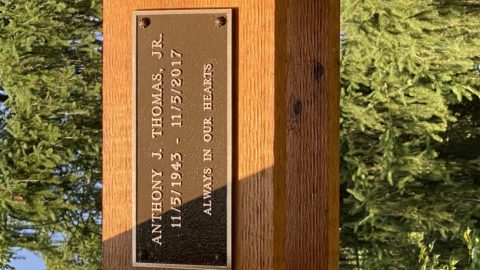 ANTHONY J. THOMAS, JR.
11/5/1943 - 11/5/2017
ALWAYS IN OUR HEARTS